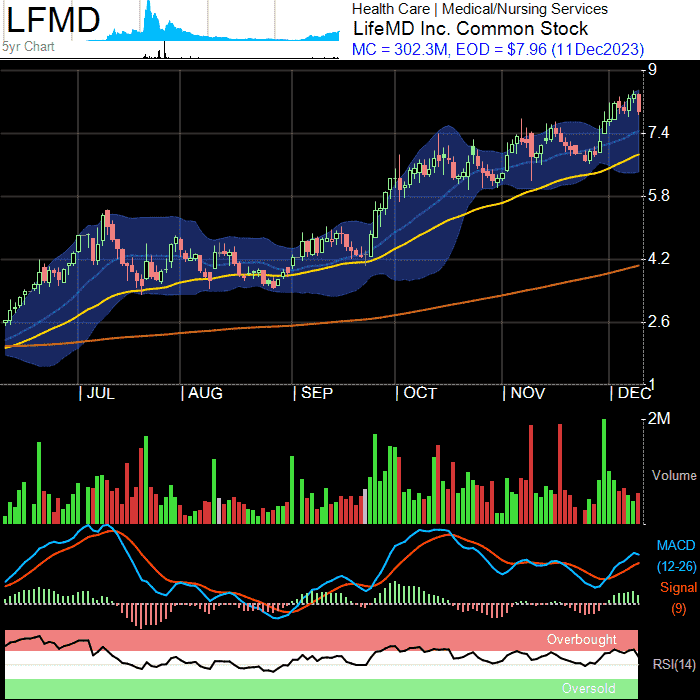 LFMD
5yr Chart
Health Care | Medical/Nursing Services
LifeMD Inc. Common Stock
MC = 302.3M, EOD = $7.96 (11Dec2023)
9
7.4
5.8
4.2
2.6
1
| JUL | AUG | SEP | OCT | NOV | DEC
2M
Volume
MACD
(12-26)
Signal
(9)
Overbought
RSI(14)
Oversold